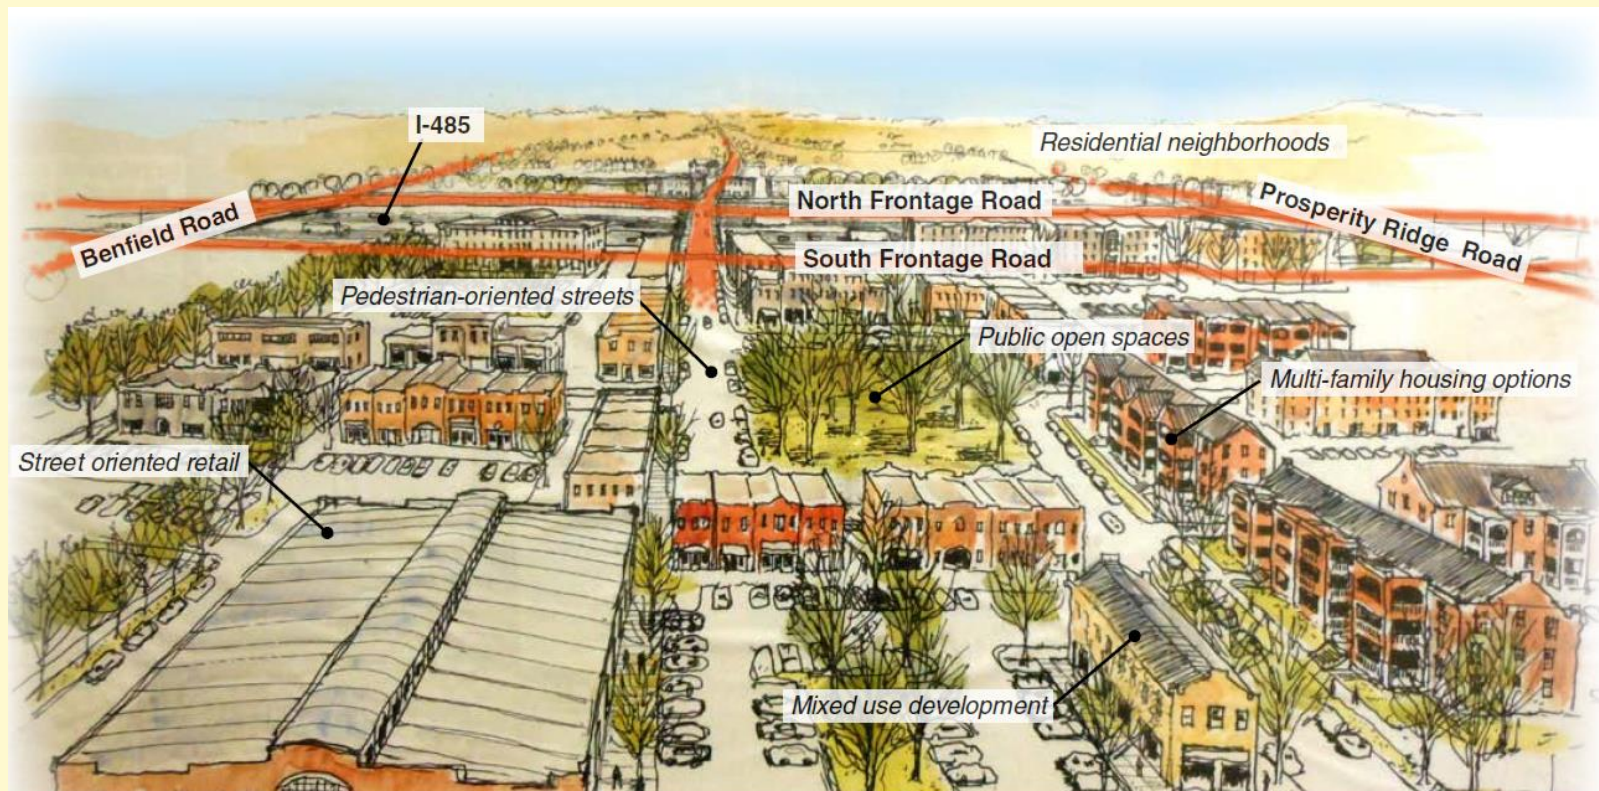 I-485
Residential neighborhoods
North Frontage Road
Prosperity Ridge Road
Benfield Road
South Frontage Road
Pedestrian-oriented streets
Public open spaces
Multi-family housing options
Street oriented retail
Mixed use development